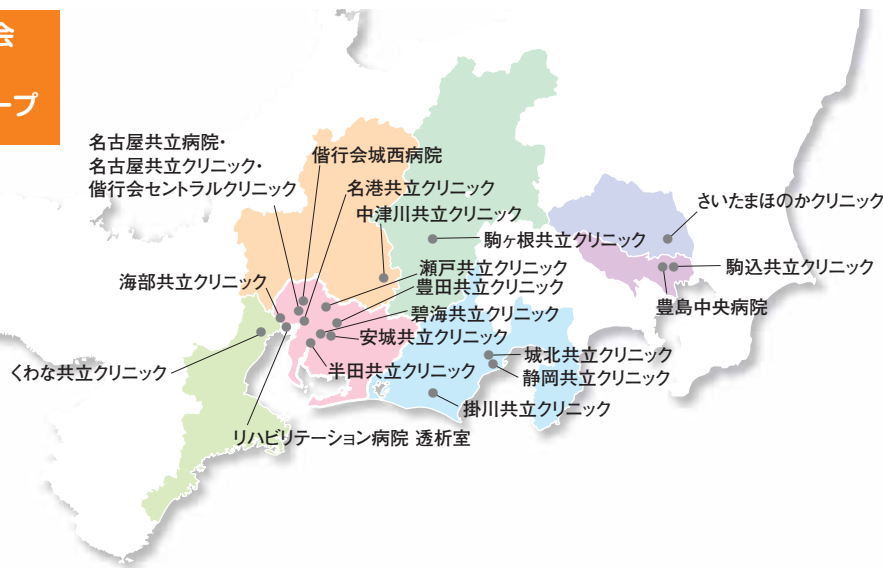 会
ープ
名古屋共立病院・
名古屋共立クリニック・
偕行会セントラルクリニック
偕行会城西病院
名港共立クリニック
中津川共立クリニック
駒ヶ根共立クリニック
さいたまほのかクリニック
駒込共立クリニック
豊島中央病院
海部共立クリニック
瀬戸共立クリニック
豊田共立クリニック
碧海共立クリニック
安城共立クリニック
半田共立クリニック
城北共立クリニック
静岡共立クリニック
掛川共立クリニック
くわな共立クリニック
リハビリテーション病院 透析室